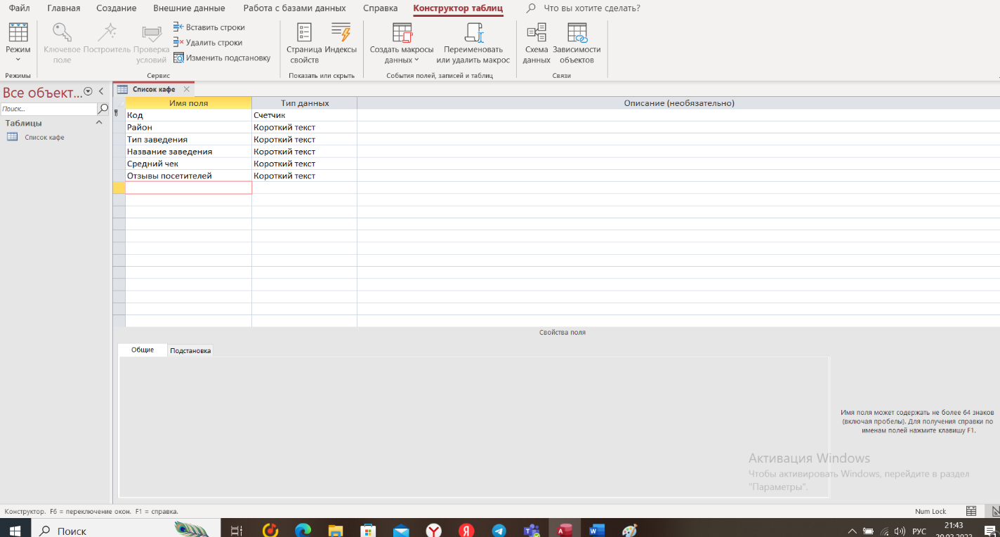 Файл Главная Создание Внешние данные Работа с базами данных Справка Конструктор таблиц Что вы хотите сделать?
Режим
Ключевое поле
Построитель
Проверка условий
Вставить строки
Удалить строки
Изменить подстановку
Страница свойств
Индексы
Создать макросы данных
Переименовать или удалить макрос
Схема данных
Зависимости объектов
Режимы Сервис Показать или скрыть События полей, записей и таблиц Связи
Все объект...
Поиск...
Таблицы
Список кафе
Список кафе
Имя поля Тип данных Описание (необязательно)
Код Счетчик
Район Короткий текст
Тип заведения Короткий текст
Название заведения Короткий текст
Средний чек Короткий текст
Отзывы посетителей Короткий текст
Свойства поля
Общие Подстановка
Имя поля может содержать не более 64 знаков
(включая пробелы). Для получения справки по
именам полей нажмите клавишу F1.
Активация Windows
Чтобы активировать Windows, перейдите в раздел
"Параметры".
Конструктор. F6 = переключение окон. F1 = справка. Num Lock
Поиск
РУС
21:43